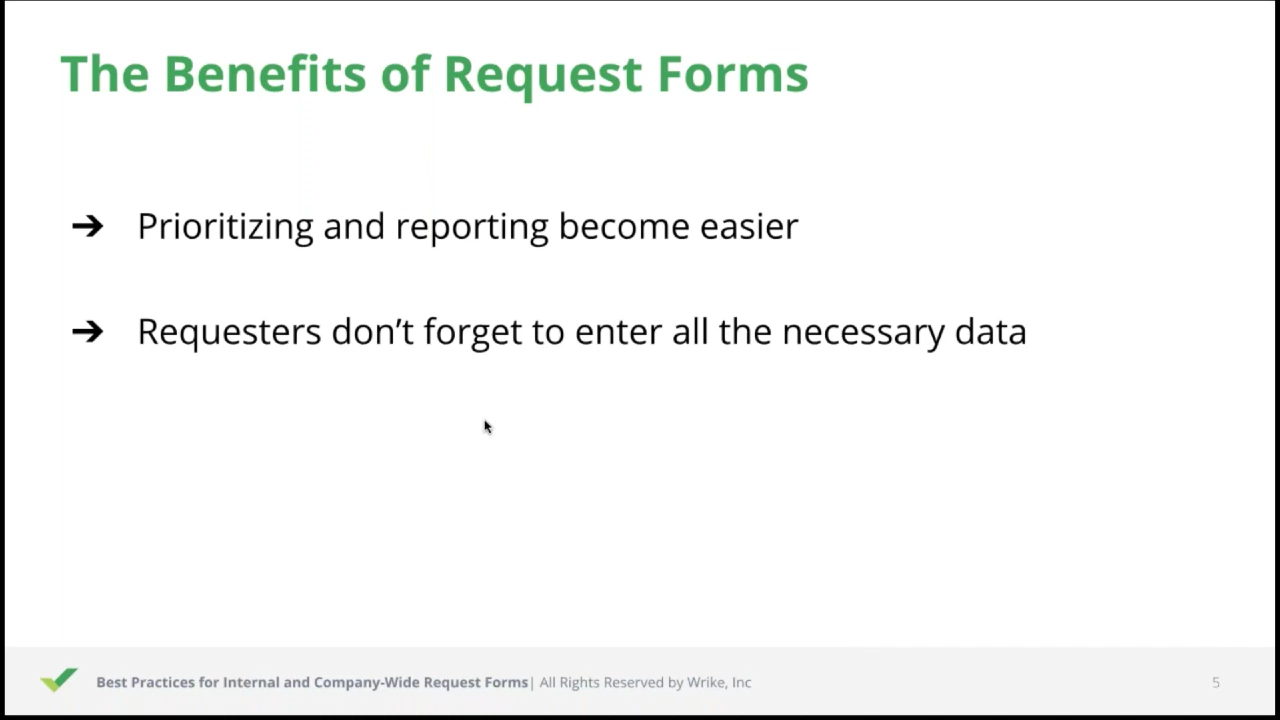 The Benefits of Request Forms
➔ Prioritizing and reporting become easier
➔ Requesters don’t forget to enter all the necessary data
Best Practices for Internal and Company-Wide Request Forms| All Rights Reserved by Wrike, Inc
5